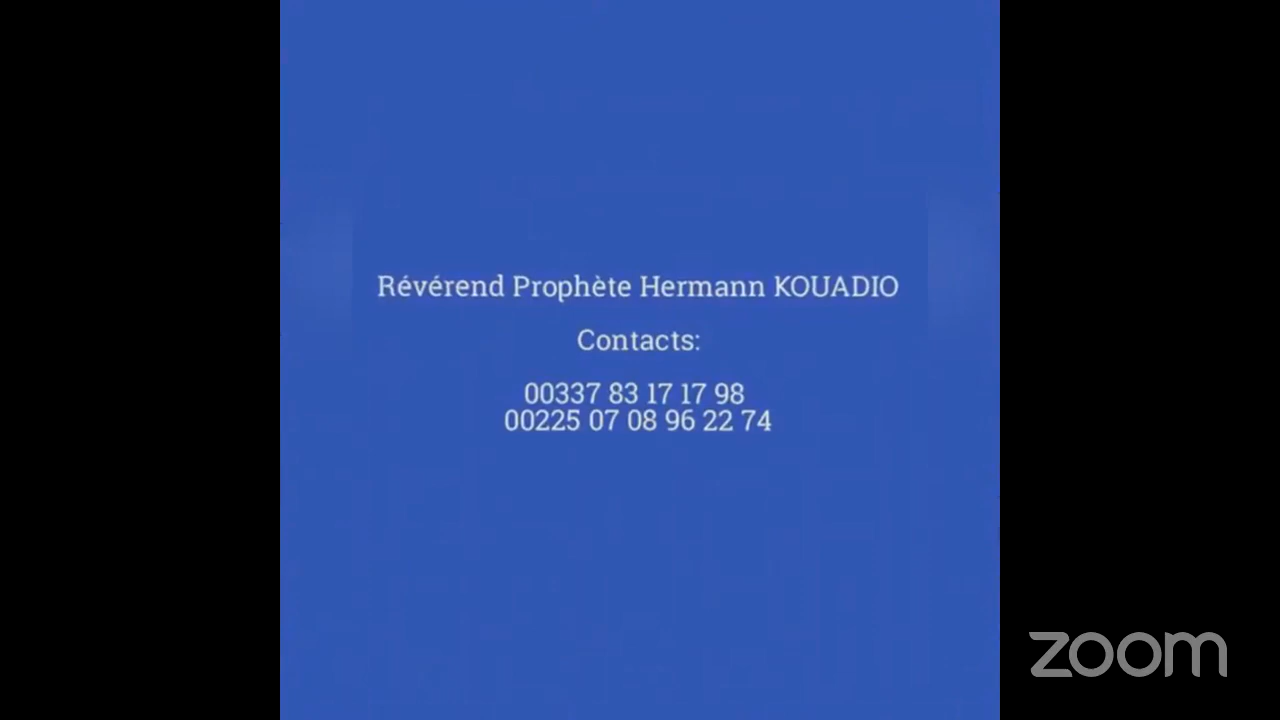 Révérend Prophète Hermann KOUADIO
Contacts:
00337 83 17 17 98
00225 07 08 96 22 74
zoom